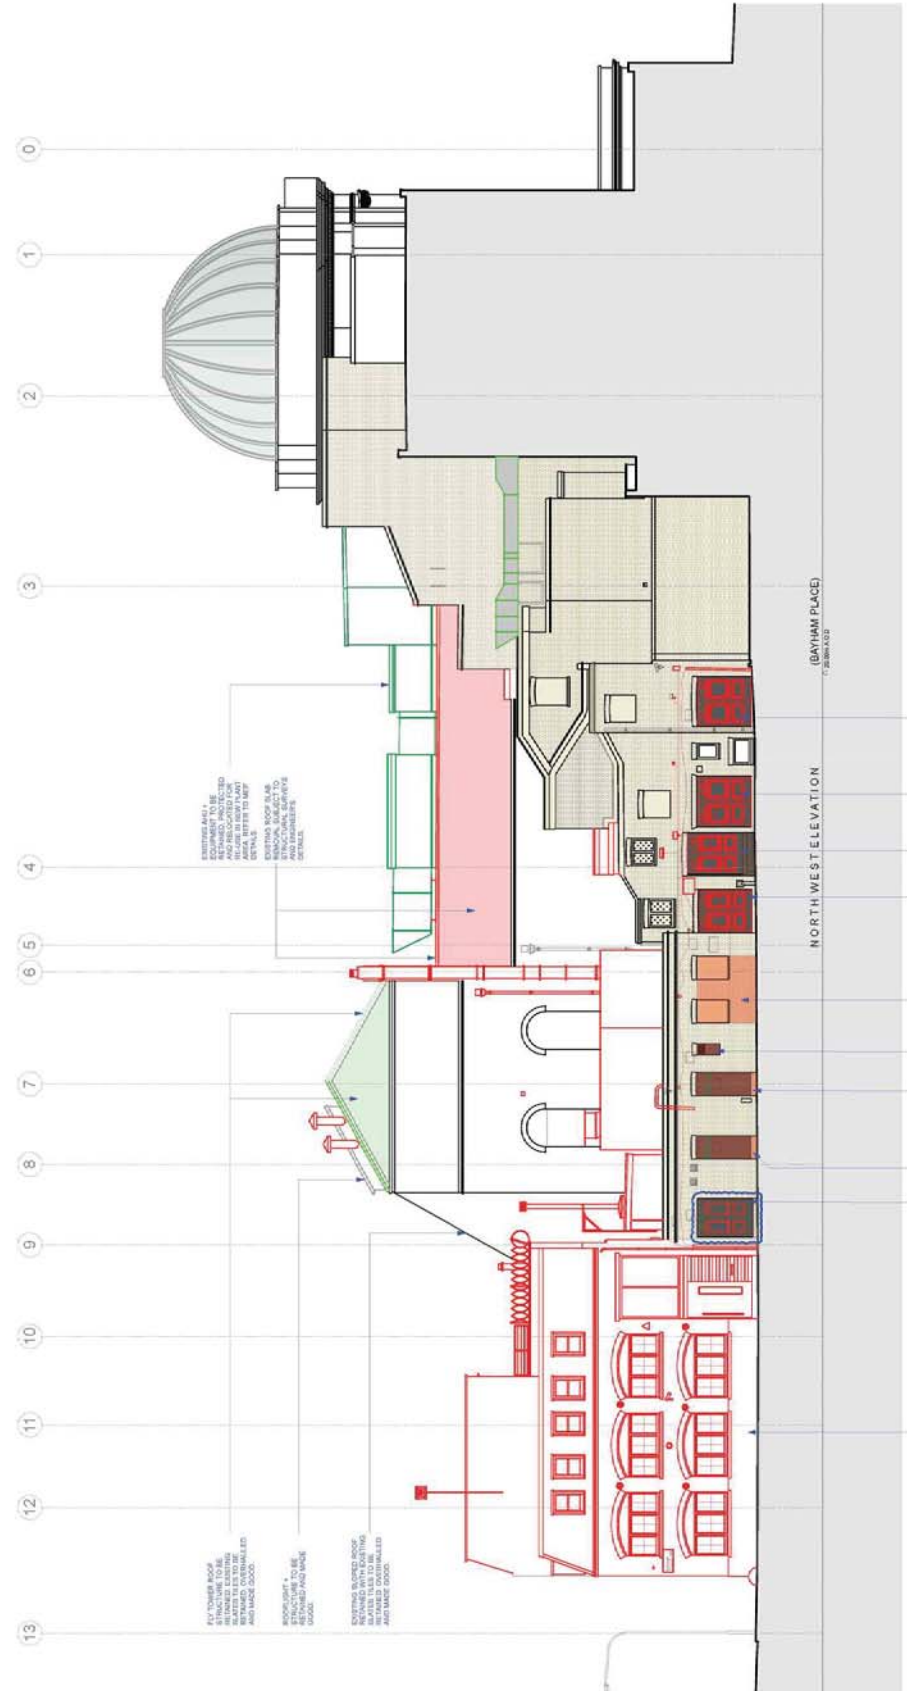 0
1
2
3
4
5
6
7
8
9
10
11
12
13
FLY TOWER ROOF
STRUCTURE TO BE
RETAINED. EXISTING
SLATES TILES TO BE
RETAINED, OVERHAULED
AND MADE GOOD.
ROOFLIGHT +
STRUCTURE TO BE
RETAINED AND MADE
GOOD
EXISTING SLOPED ROOF
RETAINED WITH EXISTING
SLATES TILES TO BE
RETAINED, OVERHAULED
AND MADE GOOD.
EXISTING AHU +
EQUIPMENT TO BE
RETAINED, PROTECTED
AND RELOCATED FOR
RE-USE IN NEW PLANT
AREA. REFER TO MEP
DETAILS.
EXISTING ROOF SLAB
REMOVAL SUBJECT TO
STRUCTURAL SURVEYS
AND ENGINEER'S
DETAILS.
NORTH WEST ELEVATION
(BAYHAM PLACE)